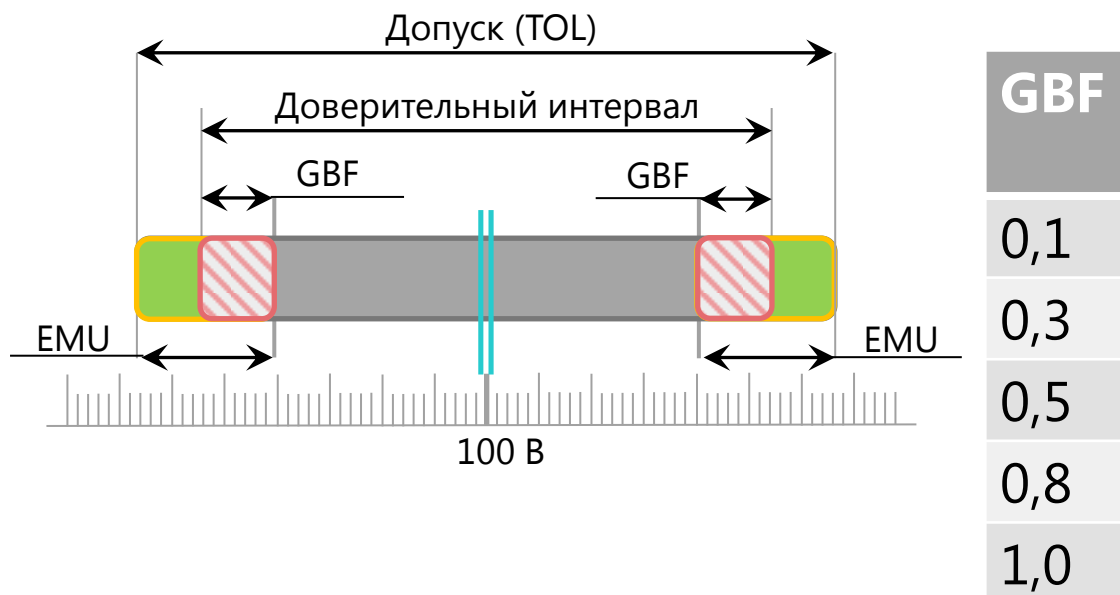 Допуск (TOL)
Доверительный интервал
GBF
GBF
EMU
EMU
100 В
GBF
0,1
0,3
0,5
0,8
1,0